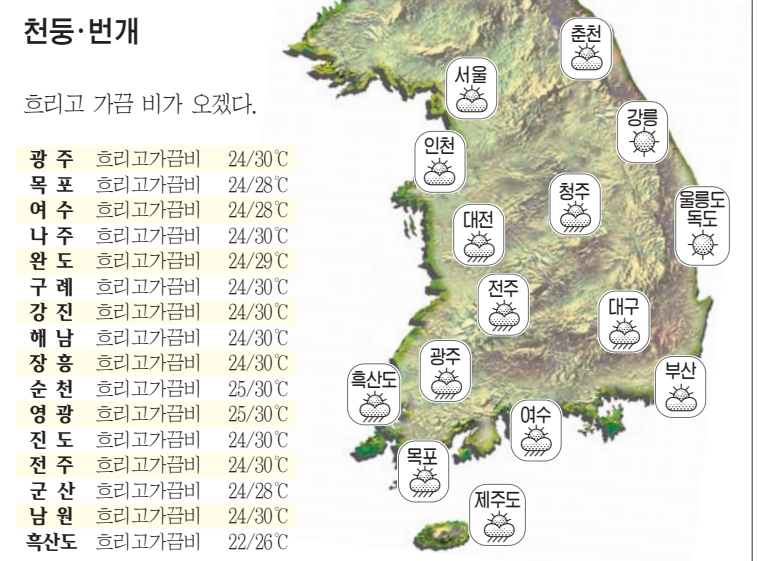 천둥·번개
흐리고 가끔 비가 오겠다.
광 주 흐리고가끔비 24/30℃
목 포 흐리고가끔비 24/28℃
여 수 흐리고가끔비 24/28℃
나 주 흐리고가끔비 24/30℃
완 도 흐리고가끔비 24/29℃
구 례 흐리고가끔비 24/30℃
강 진 흐리고가끔비 24/30℃
해 남 흐리고가끔비 24/30℃
장 흥 흐리고가끔비 24/30℃
순 천 흐리고가끔비 25/30℃
영 광 흐리고가끔비 25/30℃
진 도 흐리고가끔비 24/30℃
전 주 흐리고가끔비 24/30℃
군 산 흐리고가끔비 24/28℃
남 원 흐리고가끔비 24/30℃
흑산도 흐리고가끔비 22/26℃
춘천
서울
강릉
인천
청주
울릉도
독도
대전
전주
대구
광주
부산
흑산도
여수
목포
제주도